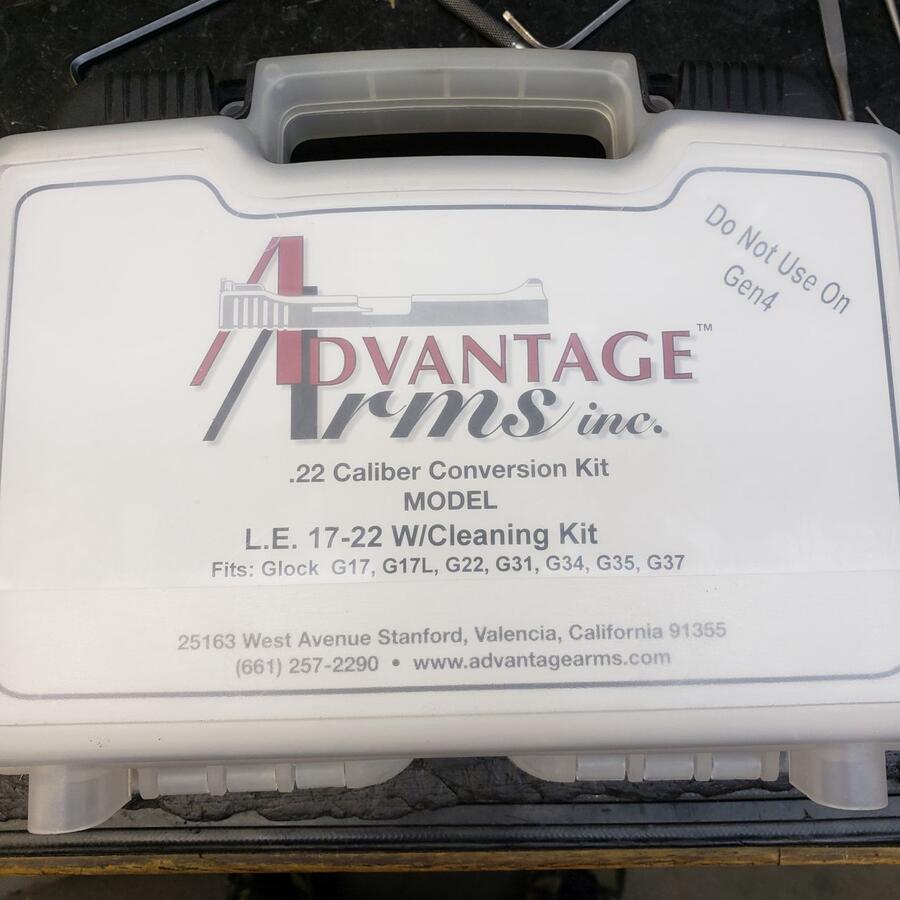 Do Not Use On
Gen4
ADVANTAGE™
Arms inc.
.22 Caliber Conversion Kit
MODEL
L.E. 17-22 W/Cleaning Kit
Fits: Glock G17, G17L, G22, G31, G34, G35, G37
25163 West Avenue Stanford, Valencia, California 91355
(661) 257-2290 • www.advantagearms.com